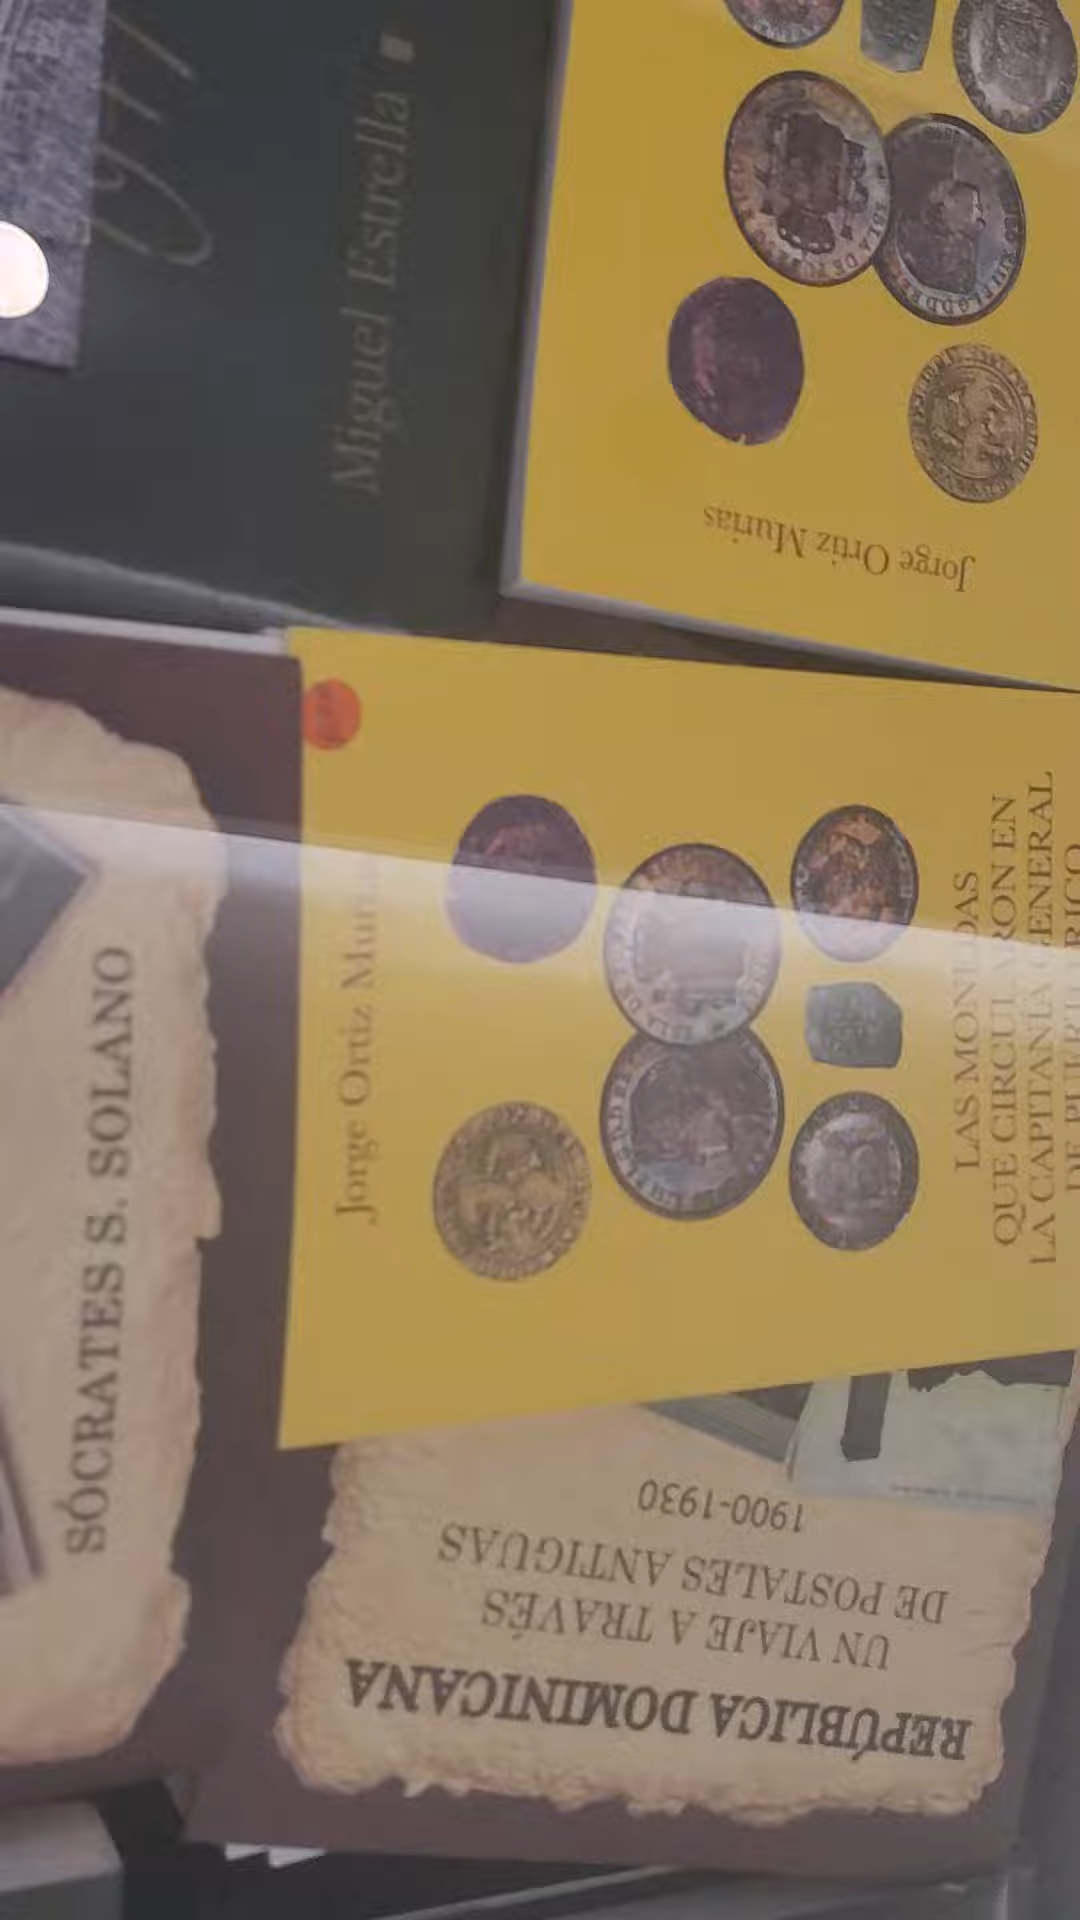 Miguel Estrella
Jorge Ortiz Murias
Jorge Ortiz
LAS MONEDAS
QUE CIRCULARON EN
LA CAPITANÍA GENERAL
DE PUERTO RICO
SÓCRATES S. SOLANO
REPÚBLICA DOMINICANA
UN VIAJE A TRAVÉS
DE POSTALES ANTIGUAS
1900-1930